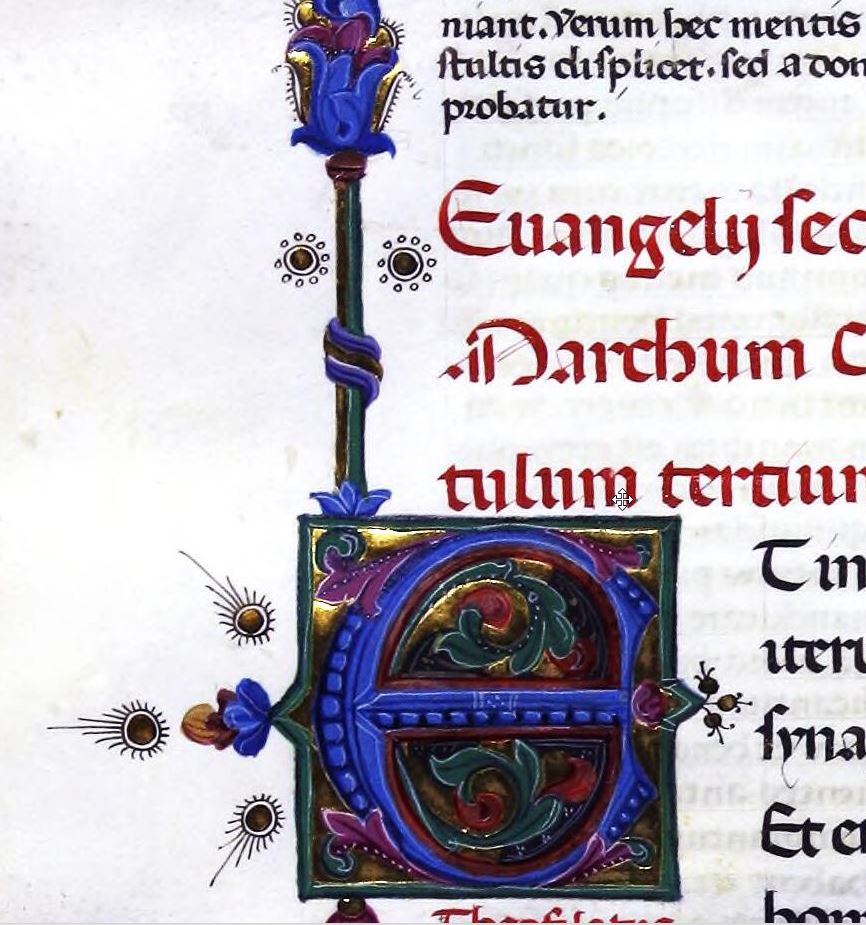 niant. Verum hec mentis
stultis displicet. sed a don
probatur.
Euangelij sec
Marchum C
tulum tertium
E T in
iteru
syna
Et er
hom
Theofilatus